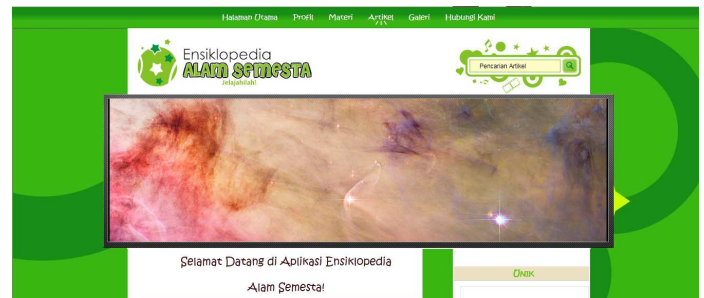 Halaman Utama Profil Materi Artikel Galeri Hubungi Kami
Ensiklopedia
ALAM SEMESTA
Jelajahilah!
Pencarian Artikel
Selamat Datang di Aplikasi Ensiklopedia
Alam Semesta!
Unik